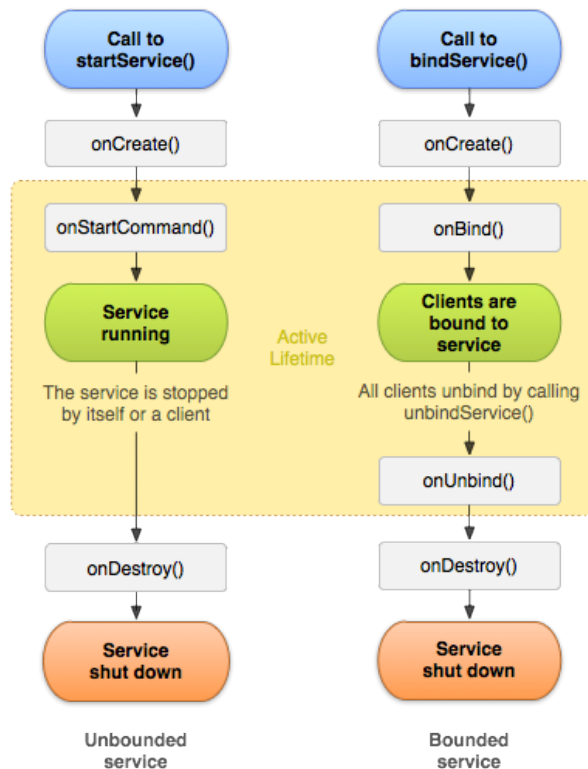 Call to
startService()
onCreate()
onStartCommand()
Service
running
The service is stopped
by itself or a client
onDestroy()
Service
shut down
Unbounded
service
Active
Lifetime
Call to
bindService()
onCreate()
onBind()
Clients are
bound to
service
All clients unbind by calling
unbindService()
onUnbind()
onDestroy()
Service
shut down
Bounded
service